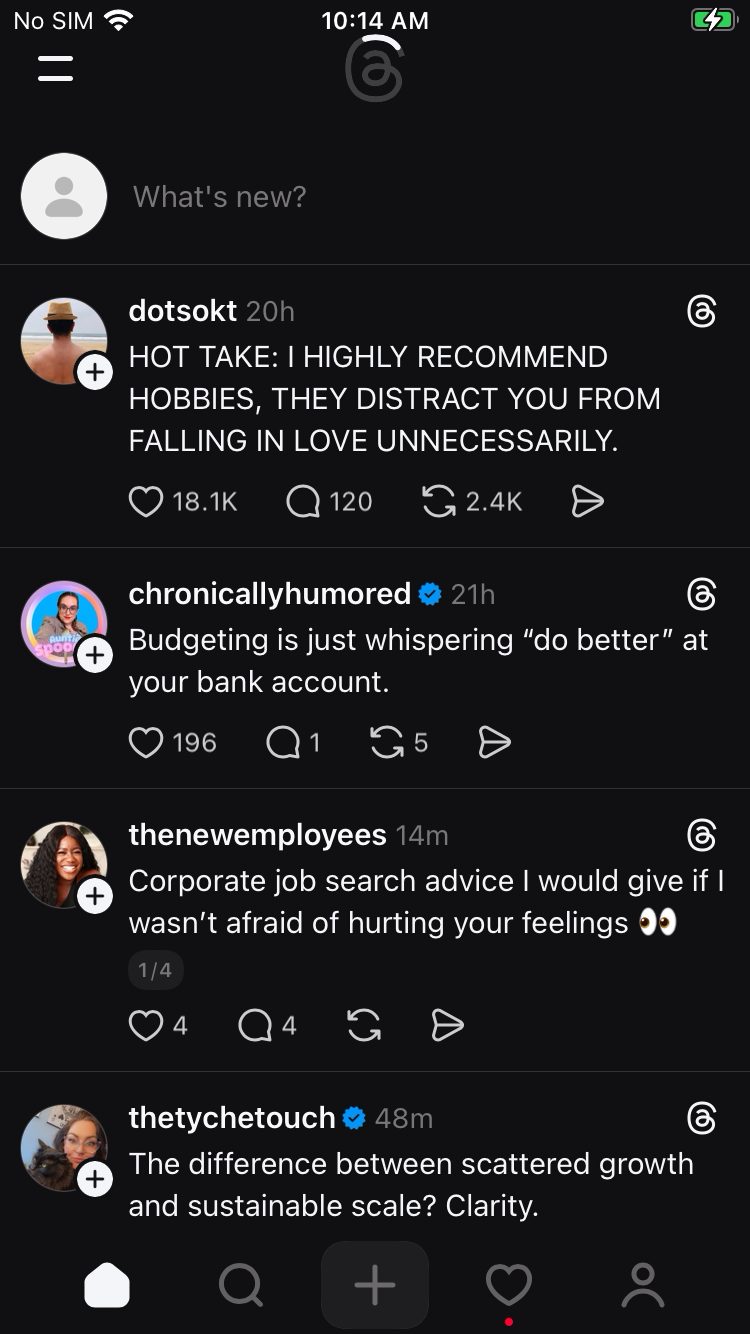 No SIM 10:14 AM
What's new?
dotsokt 20h
HOT TAKE: I HIGHLY RECOMMEND
HOBBIES, THEY DISTRACT YOU FROM
FALLING IN LOVE UNNECESSARILY.
18.1K 120 2.4K
chronicallyhumored 21h
Budgeting is just whispering “do better” at
your bank account.
196 1 5
thenewemployees 14m
Corporate job search advice I would give if I
wasn’t afraid of hurting your feelings 👀
1/4
4 4
thetychetouch 48m
The difference between scattered growth
and sustainable scale? Clarity.